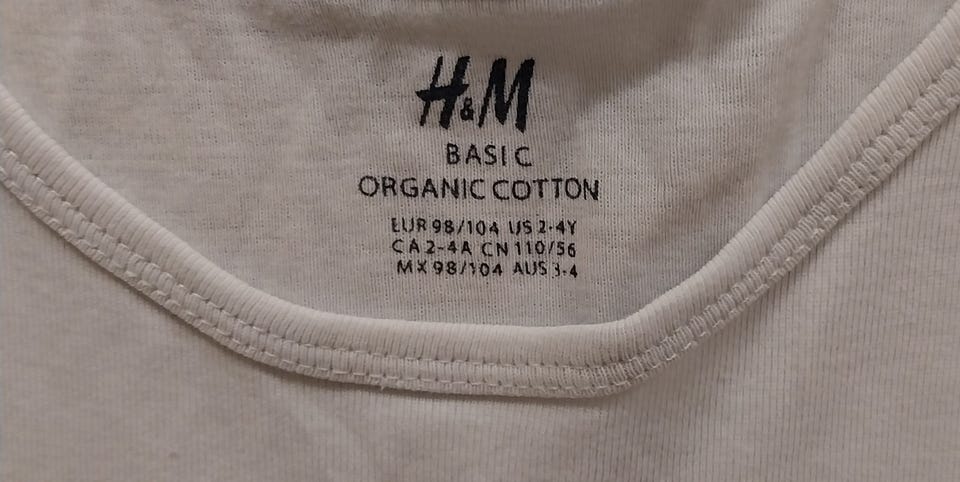 H&M
BASIC
ORGANIC COTTON
EUR 98/104 US 2-4Y
CA 2-4A CN 110/56
MX 98/104 AUS 3-4